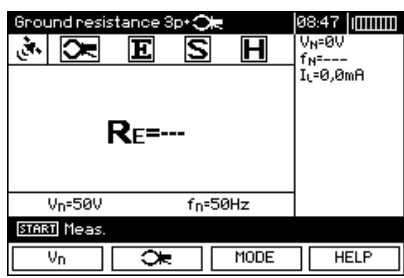 Ground resistance 3p+ 08:47
E S H
VN=0V
fN=---
IL=0,0mA
RE=---
Vn=50V fn=50Hz
START Meas.
Vn MODE HELP